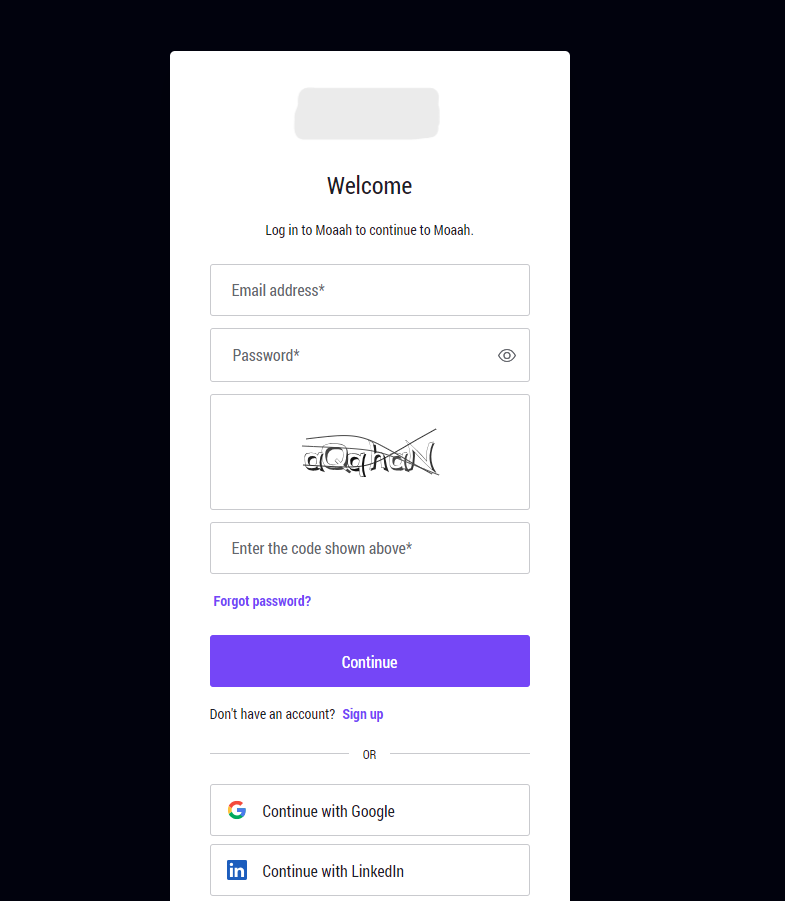 Welcome
Log in to Moaah to continue to Moaah.
Email address*
Password*
Enter the code shown above*
Forgot password?
Continue
Don't have an account? Sign up
OR
Continue with Google
in Continue with LinkedIn